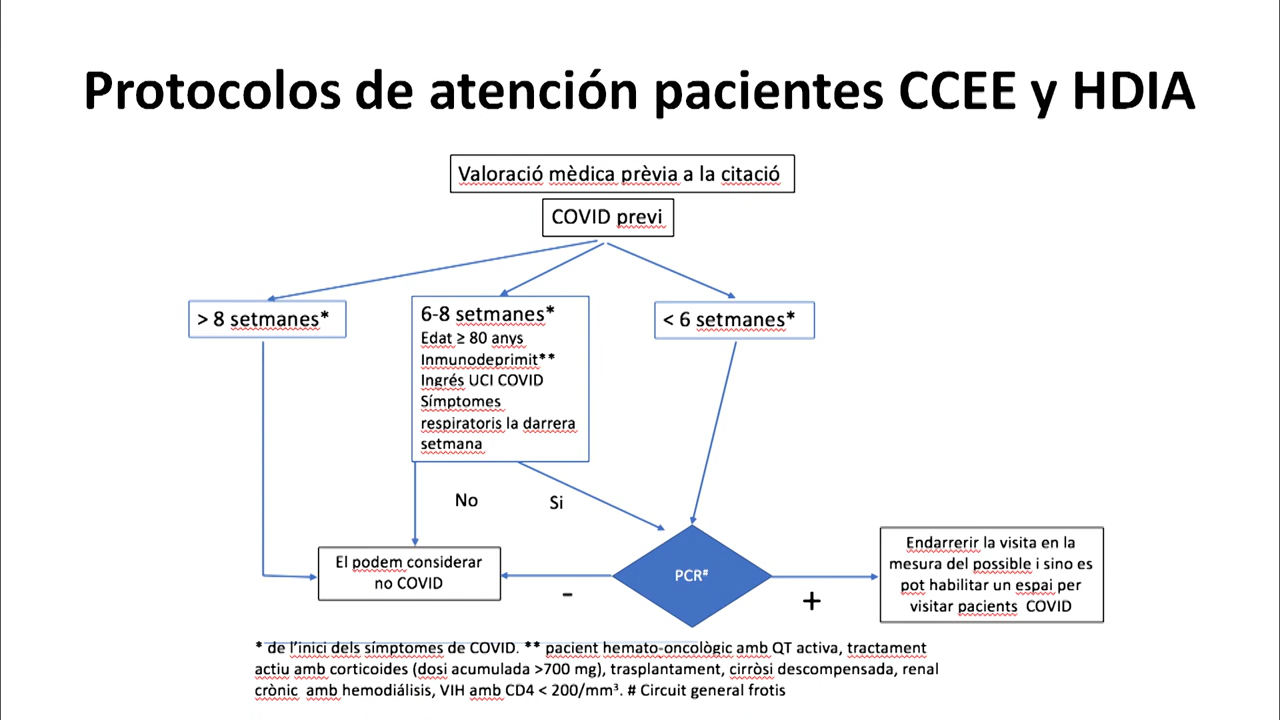 Protocolos de atención pacientes CCEE y HDIA
Valoració mèdica prèvia a la citació
COVID previ
> 8 setmanes*
6-8 setmanes*
Edat ≥ 80 anys
Inmunodeprimit**
Ingrés UCI COVID
Símptomes
respiratoris la darrera
setmana
< 6 setmanes*
No
Si
El podem considerar
no COVID
PCR#
-
+
Endarrerir la visita en la
mesura del possible i sino es
pot habilitar un espai per
visitar pacients COVID
* de l'inici dels símptomes de COVID. ** pacient hemato-oncològic amb QT activa, tractament
actiu amb corticoides (dosi acumulada >700 mg), trasplantament, cirròsi descompensada, renal
crònic amb hemodiálisis, VIH amb CD4 < 200/mm³. # Circuit general frotis